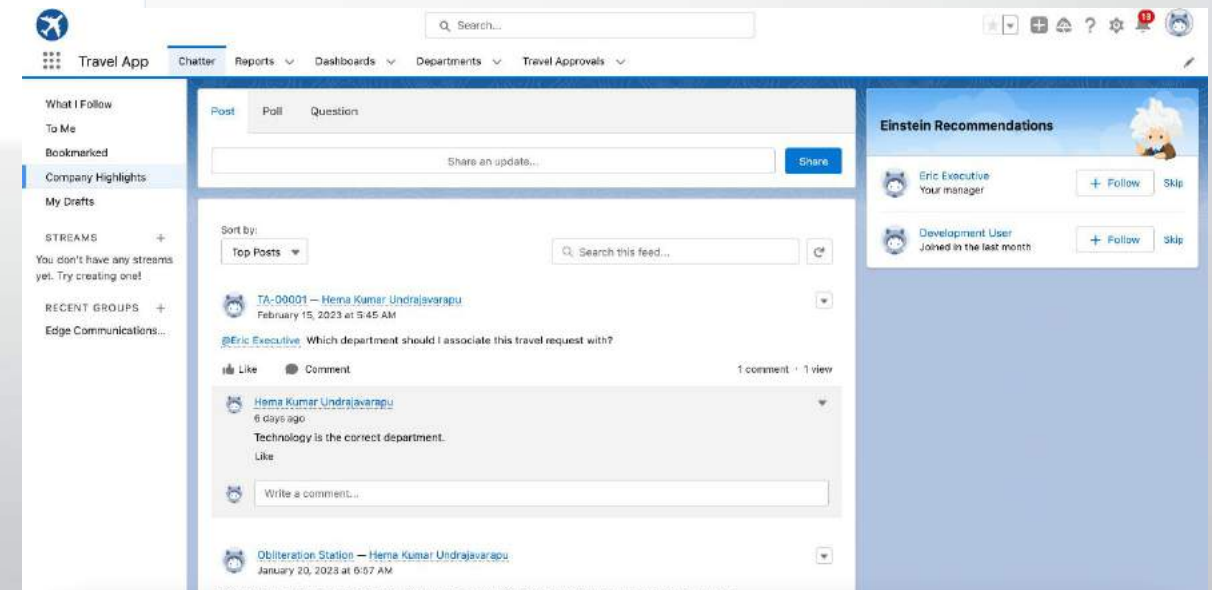 Search...
18
Travel App
Chatter
Reports
Dashboards
Departments
Travel Approvals
What I Follow
To Me
Bookmarked
Company Highlights
My Drafts
STREAMS +
You don't have any streams
yet. Try creating one!
RECENT GROUPS +
Edge Communications...
Post
Poll
Question
Share an update...
Share
Sort by:
Top Posts
Search this feed...
TA-00001 — Hema Kumar Undrajavarapu
February 15, 2023 at 5:45 AM
@Eric Executive Which department should I associate this travel request with?
Like
Comment
1 comment · 1 view
Hema Kumar Undrajavarapu
6 days ago
Technology is the correct department.
Like
Write a comment...
Obliteration Station — Hema Kumar Undrajavarapu
January 20, 2023 at 6:57 AM
Einstein Recommendations
Eric Executive
Your manager
+ Follow
Skip
Development User
Joined in the last month
+ Follow
Skip